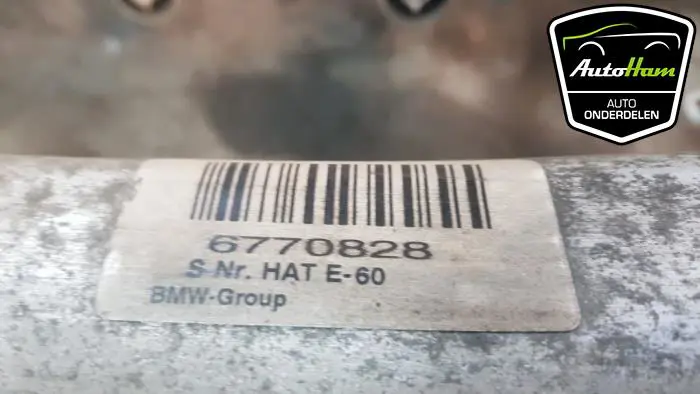 AutoHam
AUTO
ONDERDELEN
6770828
S-Nr. HAT E-60
BMW-Group